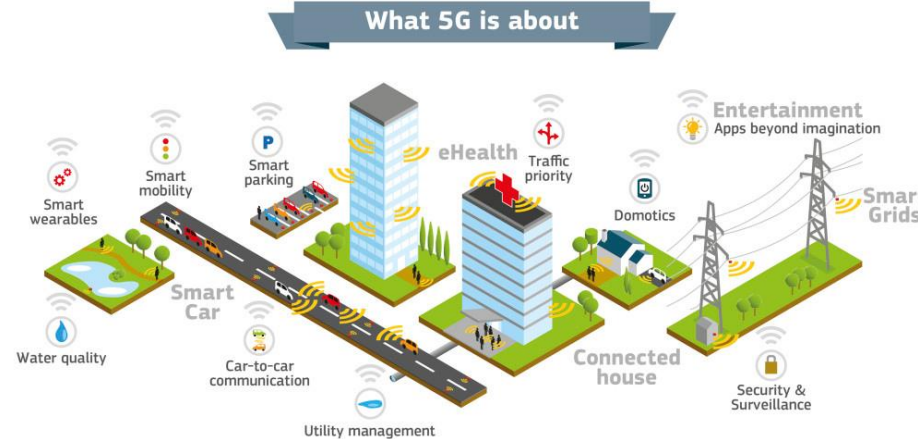 What 5G is about
Entertainment
Apps beyond imagination
eHealth
Smart
parking
Smart
mobility
Smart
wearables
Traffic
priority
Domotics
Smart
Grids
Smart
Car
Water quality
Car-to-car
communication
Connected
house
Security &
Surveillance
Utility management
P